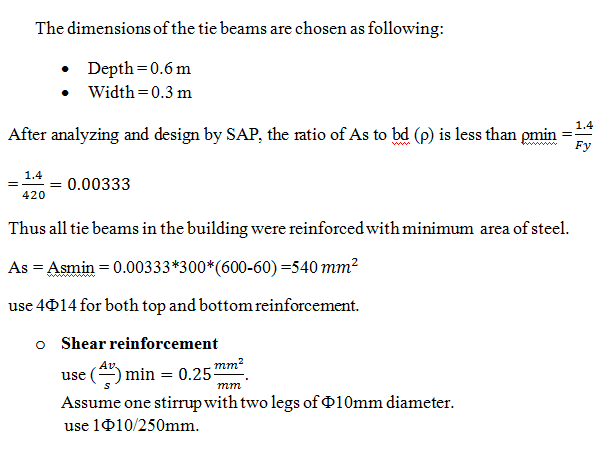 The dimensions of the tie beams are chosen as following:
• Depth = 0.6 m
• Width = 0.3 m
After analyzing and design by SAP, the ratio of As to bd (ρ) is less than ρmin = 1.4/Fy
= 1.4/420 = 0.00333
Thus all tie beams in the building were reinforced with minimum area of steel.
As = Asmin = 0.00333*300*(600-60) =540 mm²
use 4Φ14 for both top and bottom reinforcement.
o Shear reinforcement
use (Av/s) min = 0.25 mm²/mm.
Assume one stirrup with two legs of Φ10mm diameter.
use 1Φ10/250mm.